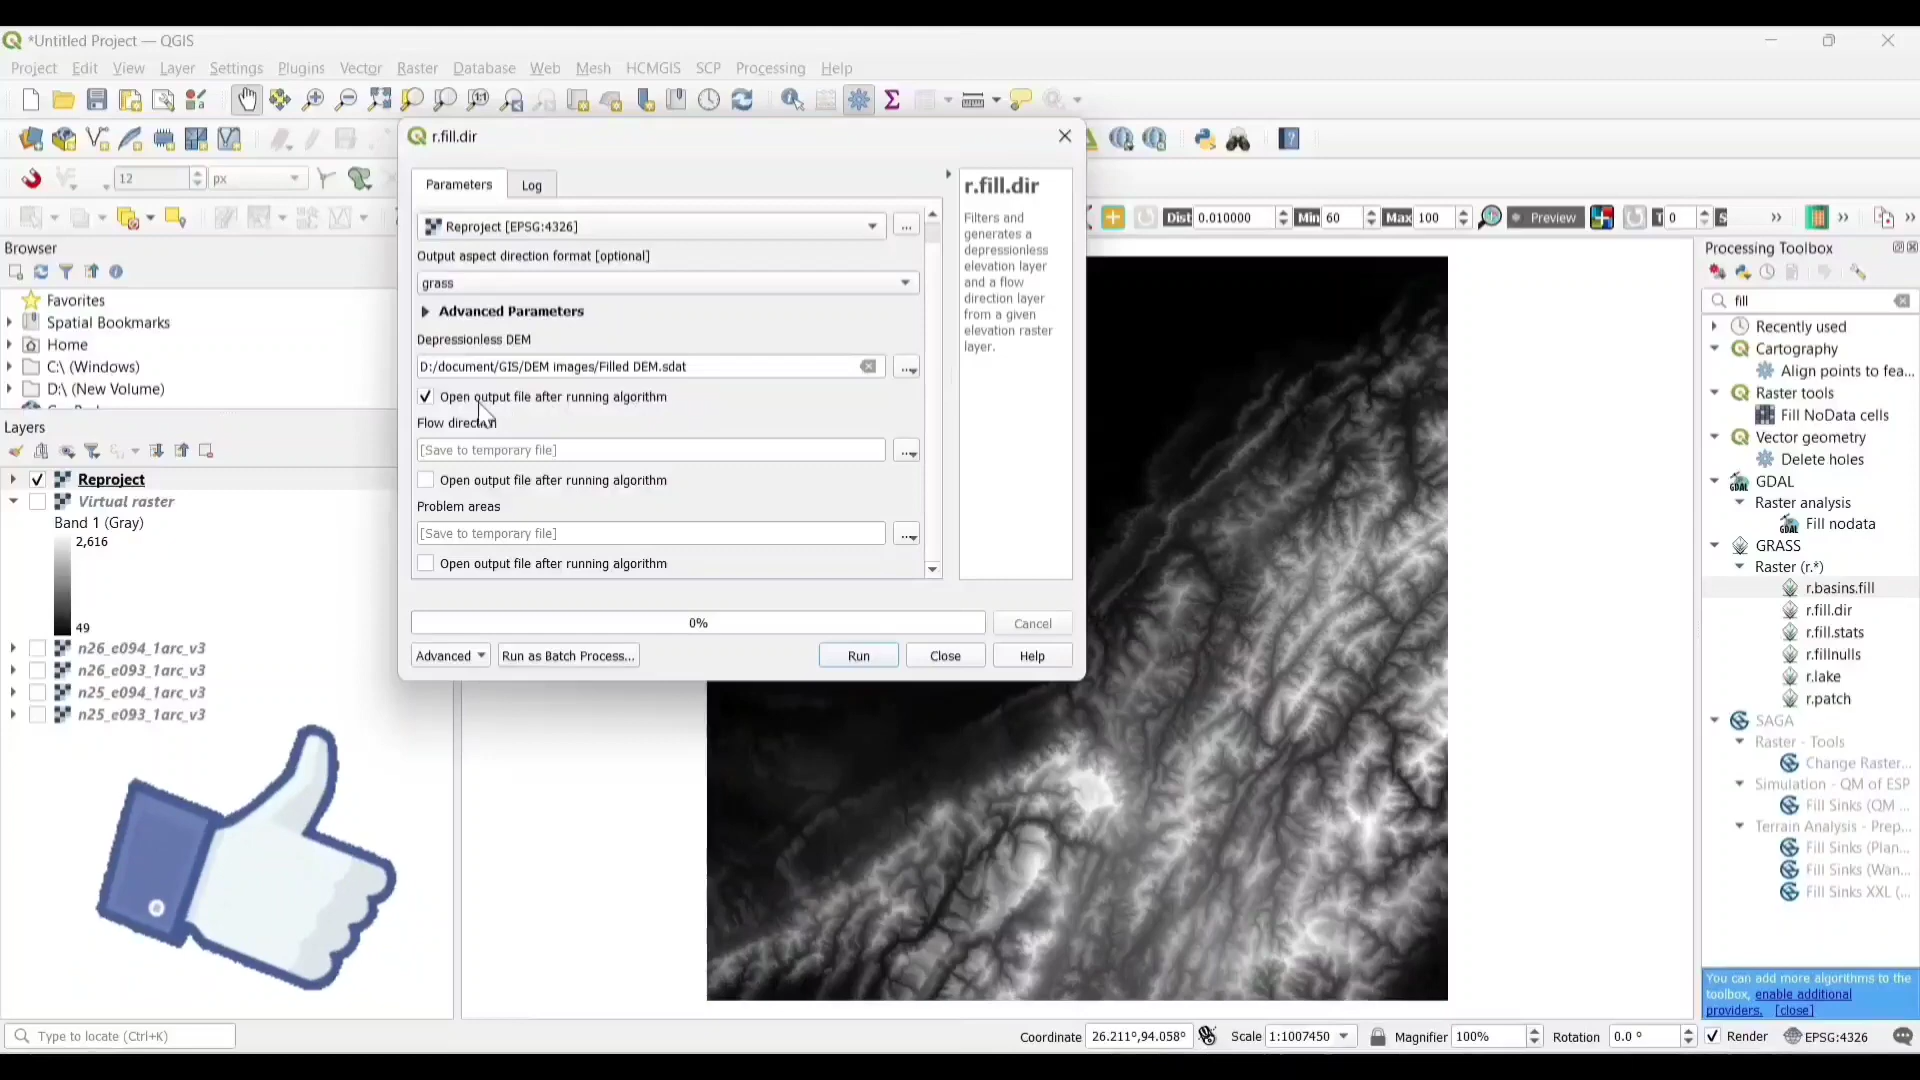 *Untitled Project — QGIS
Project Edit View Layer Settings Plugins Vector Raster Database Web Mesh HCMGIS SCP Processing Help
12 px
Dist 0.010000 Min 60 Max 100 Preview T 0 S
Browser
Favorites
Spatial Bookmarks
Home
C:\ (Windows)
D:\ (New Volume)
Layers
Reproject
Virtual raster
Band 1 (Gray)
2,616
49
n26_e094_1arc_v3
n26_e093_1arc_v3
n25_e094_1arc_v3
n25_e093_1arc_v3
r.fill.dir
Parameters Log
Reproject [EPSG:4326]
Output aspect direction format [optional]
grass
Advanced Parameters
Depressionless DEM
D:/document/GIS/DEM images/Filled DEM.sdat
Open output file after running algorithm
Flow direction
[Save to temporary file]
Open output file after running algorithm
Problem areas
[Save to temporary file]
Open output file after running algorithm
0%
Cancel
Advanced Run as Batch Process... Run Close Help
r.fill.dir
Filters and
generates a
depressionless
elevation layer
and a flow
direction layer
from a given
elevation raster
layer.
Processing Toolbox
fill
Recently used
Cartography
Align points to fea...
Raster tools
Fill NoData cells
Vector geometry
Delete holes
GDAL
Raster analysis
Fill nodata
GRASS
Raster (r.*)
r.basins.fill
r.fill.dir
r.fill.stats
r.fillnulls
r.lake
r.patch
SAGA
Raster - Tools
Change Raster...
Simulation - QM of ESP
Fill Sinks (QM ...
Terrain Analysis - Prep...
Fill Sinks (Plan...
Fill Sinks (Wan...
Fill Sinks XXL (...
You can add more algorithms to the
toolbox, enable additional
providers. [close]
Type to locate (Ctrl+K)
Coordinate 26.211°,94.058° Scale 1:1007450 Magnifier 100% Rotation 0.0 ° Render EPSG:4326